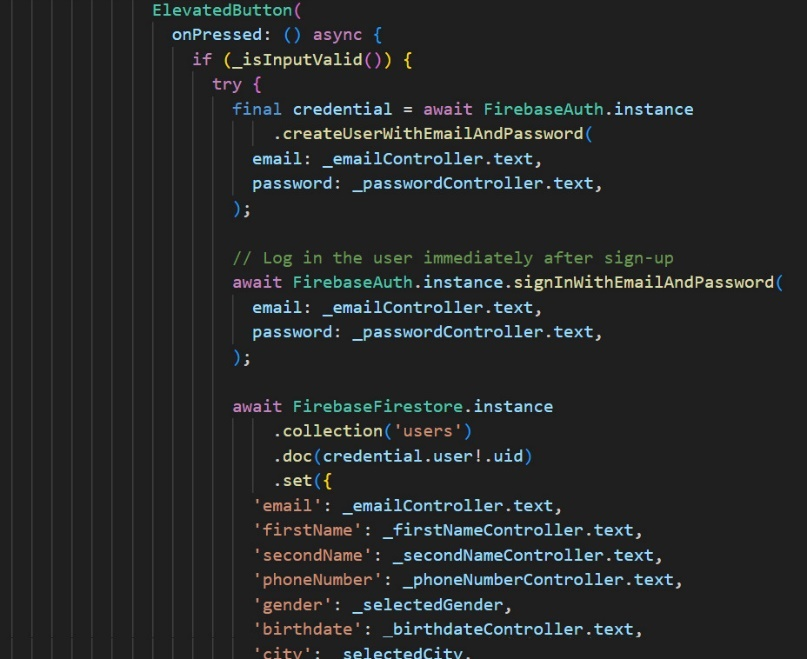 ElevatedButton(
onPressed: () async {
if (_isInputValid()) {
try {
final credential = await FirebaseAuth.instance
.createUserWithEmailAndPassword(
email: _emailController.text,
password: _passwordController.text,
);
// Log in the user immediately after sign-up
await FirebaseAuth.instance.signInWithEmailAndPassword(
email: _emailController.text,
password: _passwordController.text,
);
await FirebaseFirestore.instance
.collection('users')
.doc(credential.user!.uid)
.set({
'email': _emailController.text,
'firstName': _firstNameController.text,
'secondName': _secondNameController.text,
'phoneNumber': _phoneNumberController.text,
'gender': _selectedGender,
'birthdate': _birthdateController.text,
'city': _selectedCity,